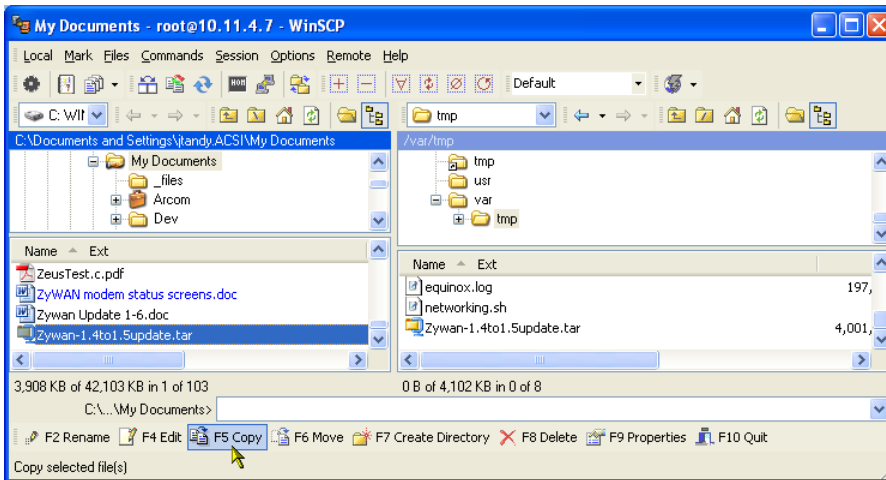 My Documents - root@10.11.4.7 - WinSCP
Local Mark Files Commands Session Options Remote Help
Default
C: WII
tmp
C:\Documents and Settings\jtandy.ACSI\My Documents
/var/tmp
My Documents
_files
Arcom
Dev
tmp
usr
var
tmp
Name Ext
ZeusTest.c.pdf
ZyWAN modem status screens.doc
Zywan Update 1-6.doc
Zywan-1.4to1.5update.tar
Name Ext
equinox.log 197,
networking.sh
Zywan-1.4to1.5update.tar 4,001,
3,908 KB of 42,103 KB in 1 of 103
0 B of 4,102 KB in 0 of 8
C:\...\My Documents>
F2 Rename F4 Edit F5 Copy F6 Move F7 Create Directory F8 Delete F9 Properties F10 Quit
Copy selected file(s)